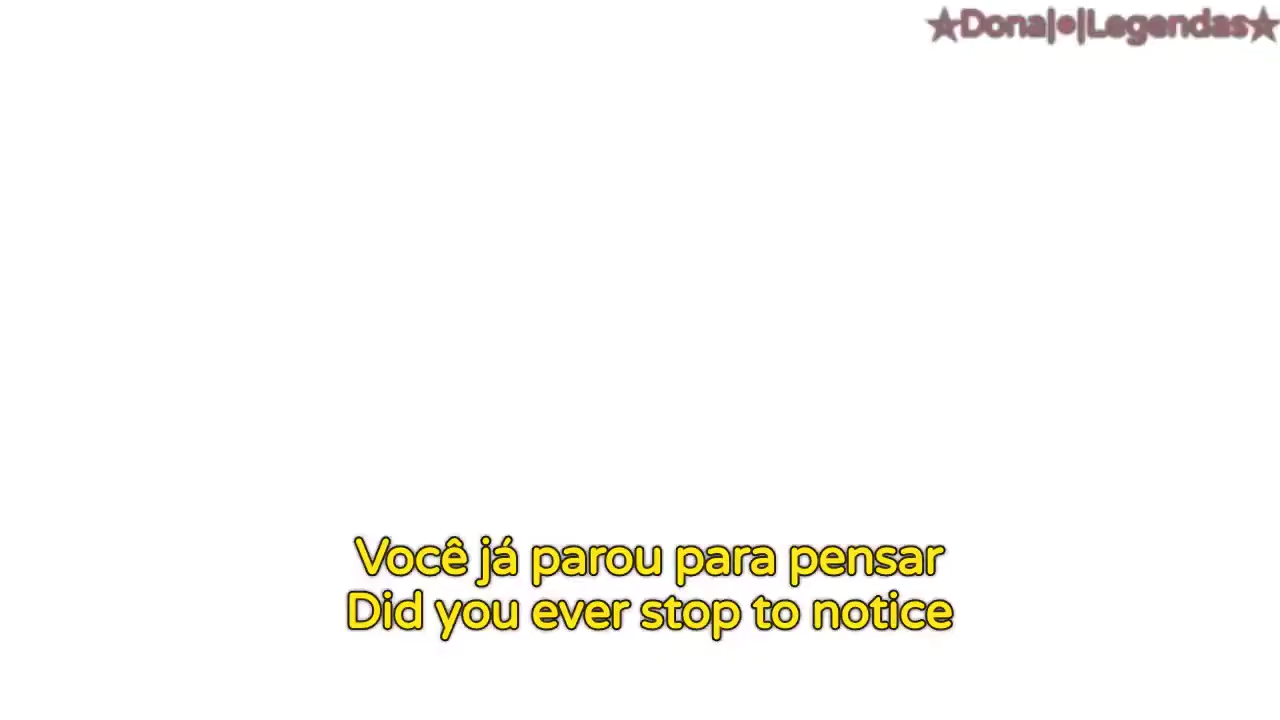 ★Dona|●|Legendas★
Você já parou para pensar
Did you ever stop to notice